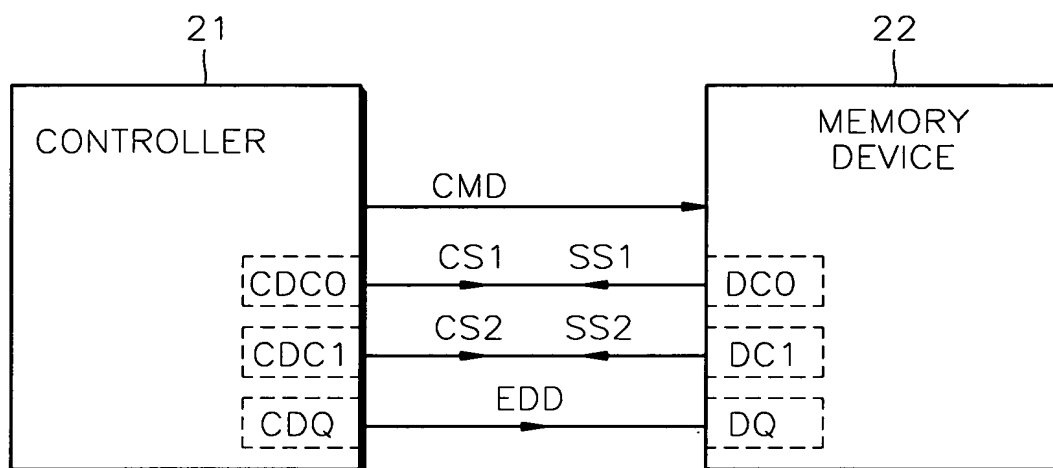 21
22
CONTROLLER
MEMORY
DEVICE
CMD
CS1
SS1
CDC0
DC0
CS2
SS2
CDC1
DC1
EDD
CDQ
DQ